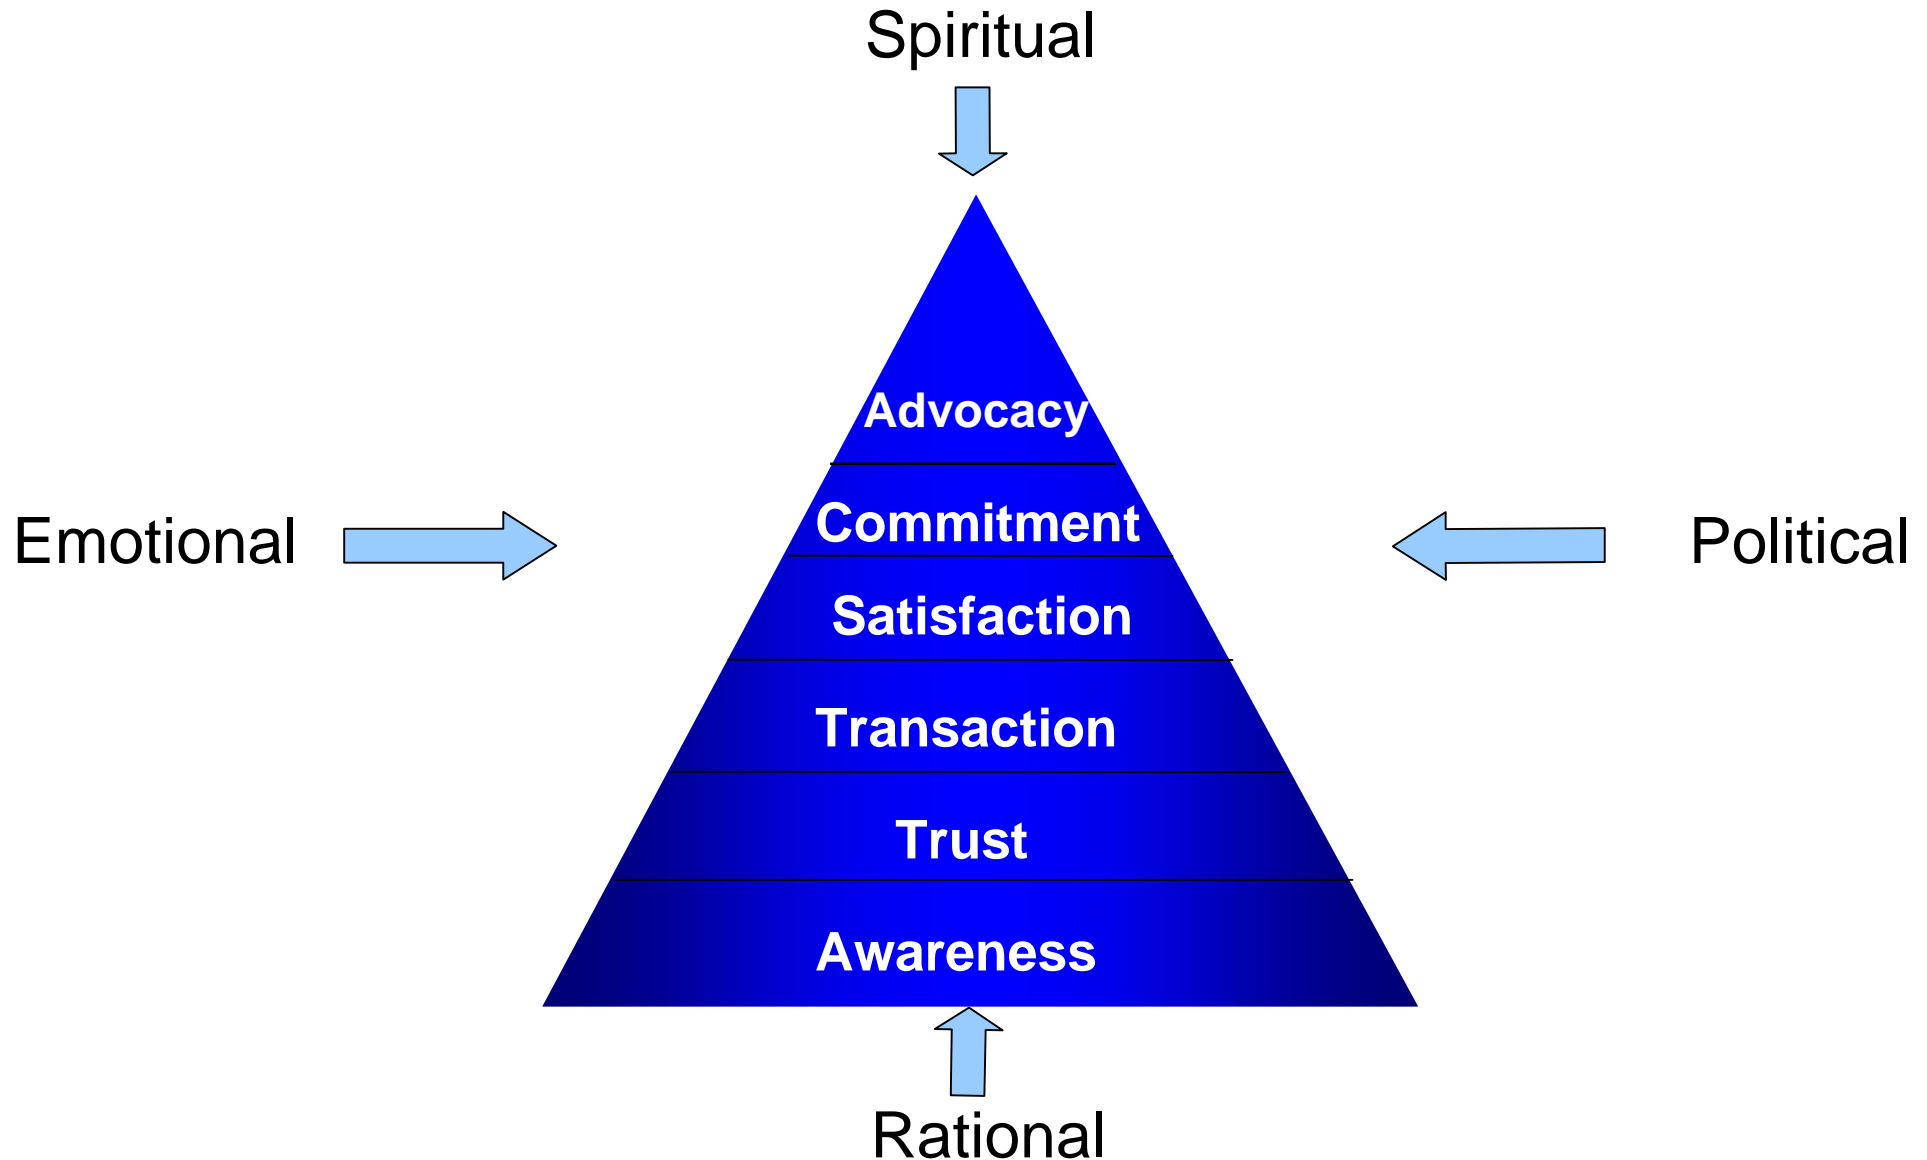 Spiritual
Advocacy
Commitment
Emotional
Political
Satisfaction
Transaction
Trust
Awareness
Rational